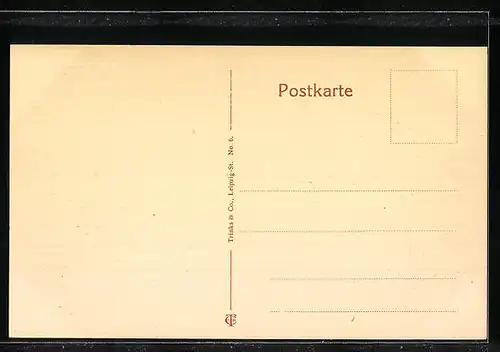 Postkarte
Trinks & Co., Leipzig-St. No. 6.